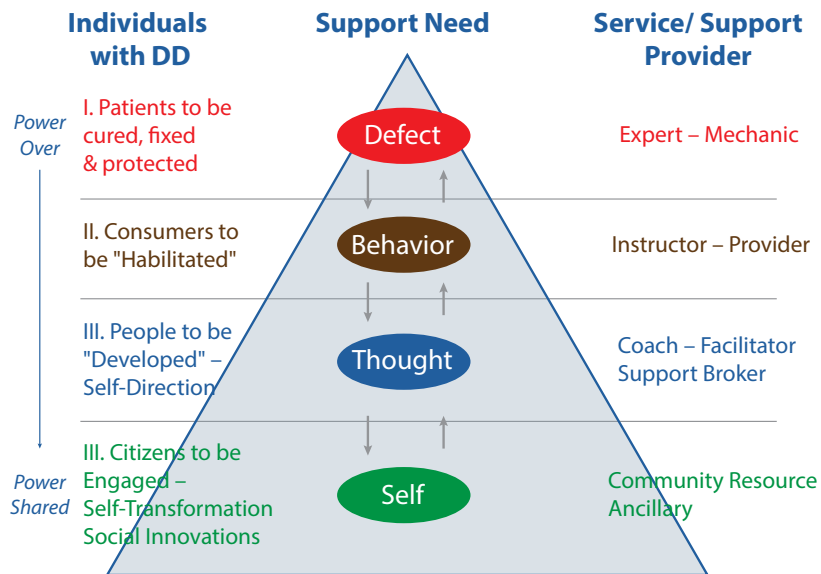 Individuals
with DD
Support Need
Service/ Support
Provider
Power
Over
I. Patients to be
cured, fixed
& protected
Defect
Expert – Mechanic
II. Consumers to
be "Habilitated"
Behavior
Instructor – Provider
III. People to be
"Developed" –
Self-Direction
Thought
Coach – Facilitator
Support Broker
Power
Shared
III. Citizens to be
Engaged –
Self-Transformation
Social Innovations
Self
Community Resource
Ancillary